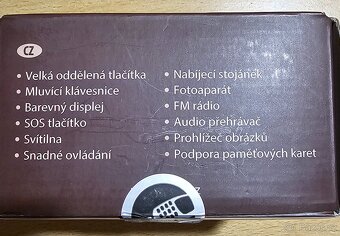 CZ
• Velká oddělená tlačítka
• Mluvící klávesnice
• Barevný displej
• SOS tlačítko
• Svítilna
• Snadné ovládání
• Nabíjecí stojánek
• Fotoaparát
• FM rádio
• Audio přehrávač
• Prohlížeč obrázků
• Podpora paměťových karet